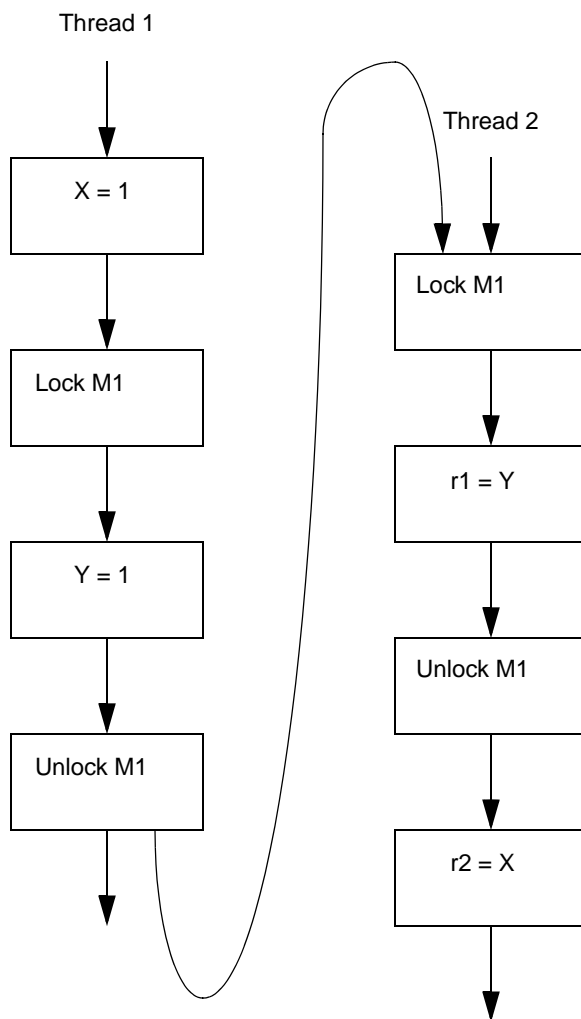 Thread 1
X = 1
Lock M1
Y = 1
Unlock M1
Thread 2
Lock M1
r1 = Y
Unlock M1
r2 = X